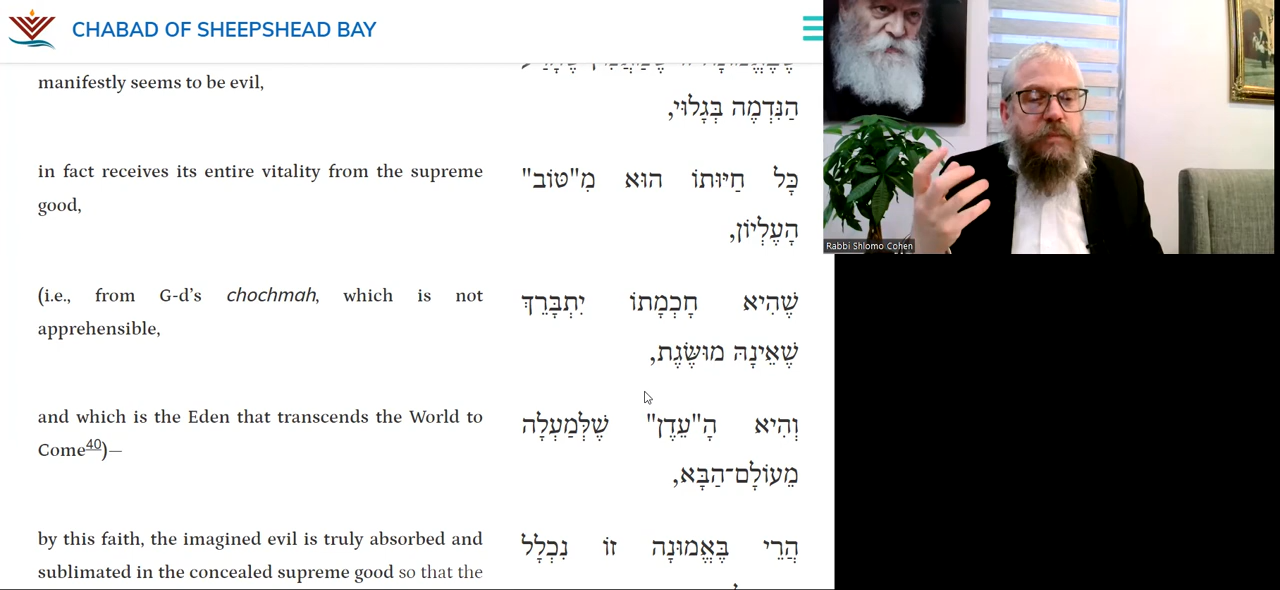 CHABAD OF SHEEPSHEAD BAY
manifestly seems to be evil,
הַנִּדְמֶה בְּגָלוּי,
in fact receives its entire vitality from the supreme
good,
כָּל חַיּוּתוֹ הוּא מִ"טּוֹב"
הָעֶלְיוֹן,
(i.e., from G-d's chochmah, which is not
apprehensible,
שֶׁהִיא חָכְמָתוֹ יִתְבָּרֵךְ
שֶׁאֵינָהּ מוּשֶּׂגֶת,
and which is the Eden that transcends the World to
Come40)—
וְהִיא הָ"עֵדֶן" שֶׁלְּמַעְלָה
מֵעוֹלָם־הַבָּא,
by this faith, the imagined evil is truly absorbed and
sublimated in the concealed supreme good so that the
הֲרֵי בֶּאֱמוּנָה זוֹ נִכְלָל
Rabbi Shlomo Cohen